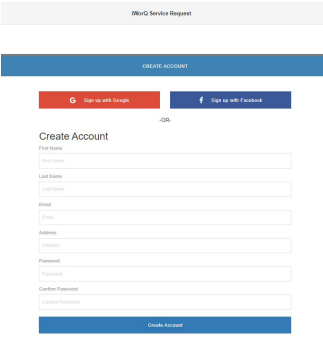 iWorQ Service Request
CREATE ACCOUNT
G Sign up with Google
f Sign up with Facebook
-OR-
Create Account
First Name
First Name
Last Name
Last Name
Email
Email
Address
Address
Password
Password
Confirm Password
Confirm Password
Create Account